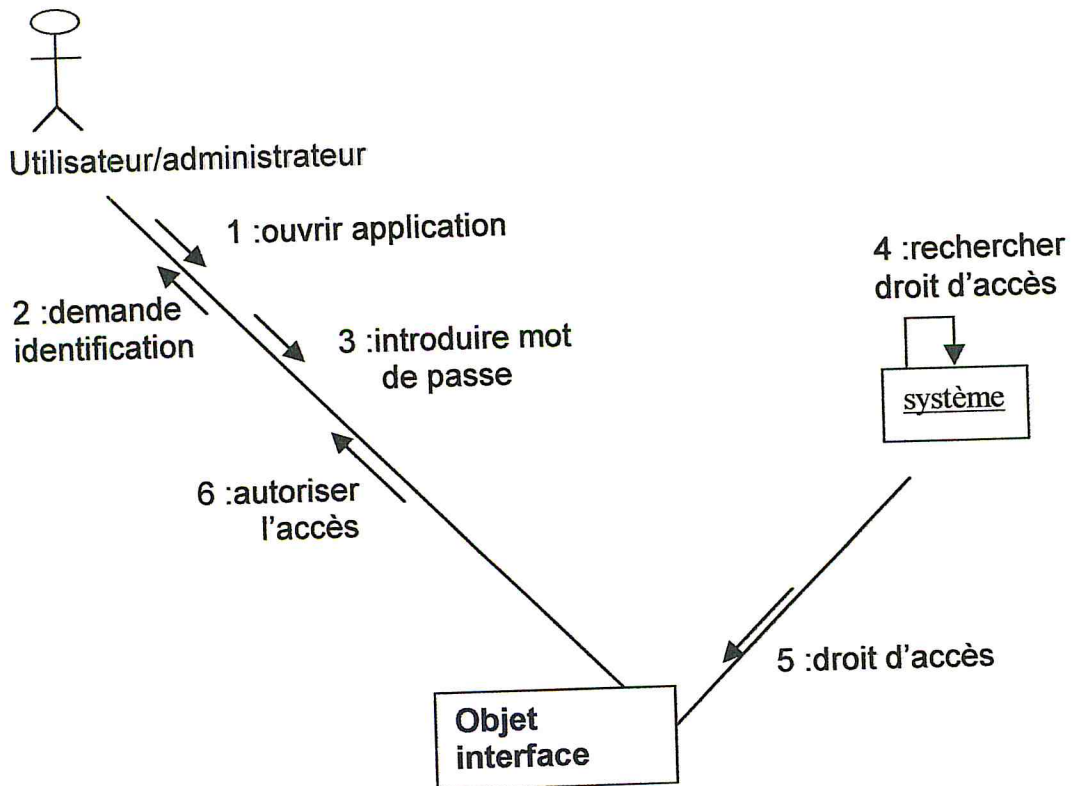 Utilisateur/administrateur
1 :ouvrir application
2 :demande
identification
3 :introduire mot
de passe
4 :rechercher
droit d'accès
système
6 :autoriser
l'accès
5 :droit d'accès
Objet
interface